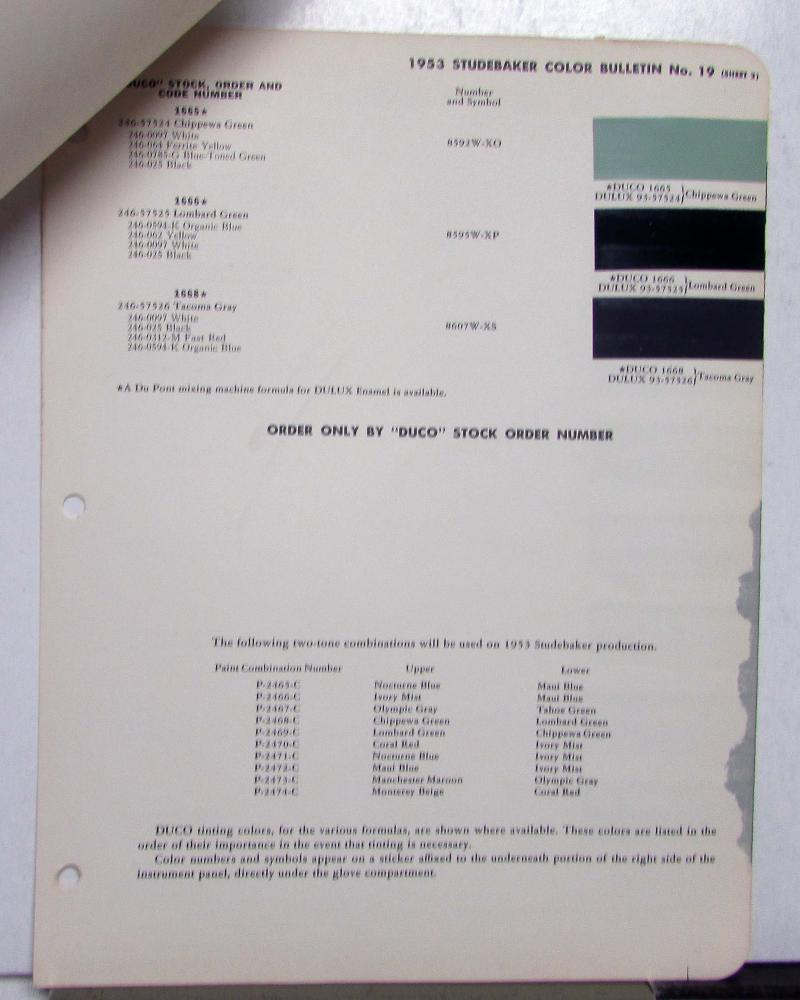 1953 STUDEBAKER COLOR BULLETIN No. 19 (SHEET 3)
DUCO" STOCK, ORDER AND
CODE NUMBER
Number
and Symbol
1665★
246-57524 Chippewa Green
246-0097 White
246-064 Ferrite Yellow
246-0785-G Blue-Toned Green
246-025 Black
8592W-XO
★DUCO 1665
DULUX 93-57524} Chippewa Green
1666★
246-57525 Lombard Green
246-0594-K Organic Blue
246-062 Yellow
246-0097 White
246-025 Black
8595W-XP
★DUCO 1666
DULUX 93-57525} Lombard Green
1668★
246-57526 Tacoma Gray
246-0097 White
246-025 Black
246-0312-M Fast Red
246-0594-K Organic Blue
8607W-XS
★DUCO 1668
DULUX 93-57526} Tacoma Gray
★A Du Pont mixing machine formula for DULUX Enamel is available.
ORDER ONLY BY "DUCO" STOCK ORDER NUMBER
The following two-tone combinations will be used on 1953 Studebaker production.
Paint Combination Number Upper Lower
P-2465-C Nocturne Blue Maui Blue
P-2466-C Ivory Mist Maui Blue
P-2467-C Olympic Gray Tahoe Green
P-2468-C Chippewa Green Lombard Green
P-2469-C Lombard Green Chippewa Green
P-2470-C Coral Red Ivory Mist
P-2471-C Nocturne Blue Ivory Mist
P-2472-C Maui Blue Ivory Mist
P-2473-C Manchester Maroon Olympic Gray
P-2474-C Monterey Beige Coral Red
DUCO tinting colors, for the various formulas, are shown where available. These colors are listed in the
order of their importance in the event that tinting is necessary.
Color numbers and symbols appear on a sticker affixed to the underneath portion of the right side of the
instrument panel, directly under the glove compartment.